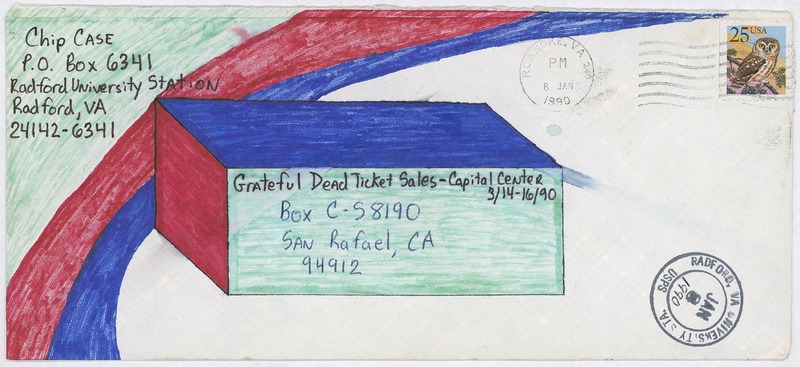 Chip Case
P.O. Box 6341
Radford University Station
Radford, VA
24142-6341
ROANOKE, VA
PM
8 JAN
1990
25 USA
Grateful Dead Ticket Sales - Capital Center
3/14-16/90
Box C-S8190
San Rafael, CA
94912
RADFORD, VA UNIVERSITY STA.
USPS
JAN
8
1990